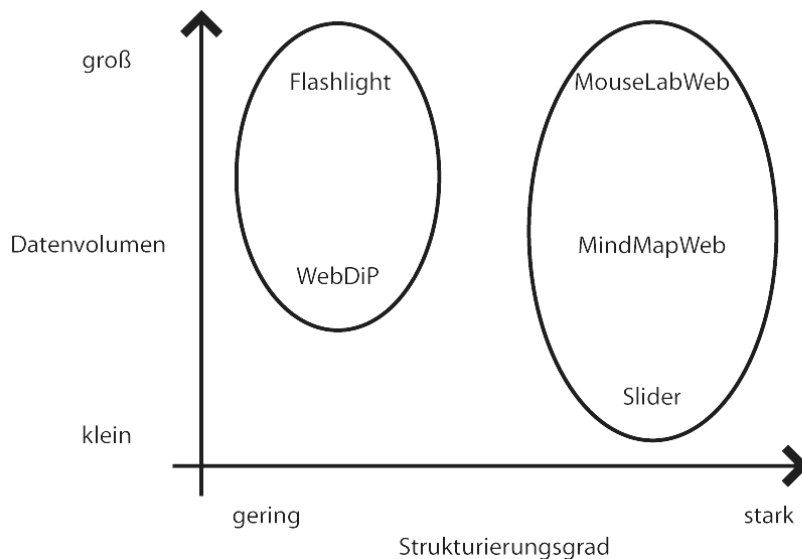 groß
Flashlight
MouseLabWeb
Datenvolumen
MindMapWeb
WebDiP
Slider
klein
gering
stark
Strukturierungsgrad